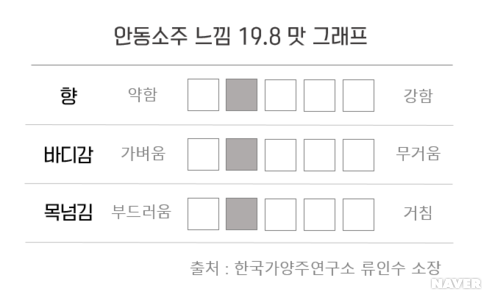 안동소주 느낌 19.8 맛 그래프
향 약함 강함
바디감 가벼움 무거움
목넘김 부드러움 거침
출처 : 한국가양주연구소 류인수 소장
NAVER